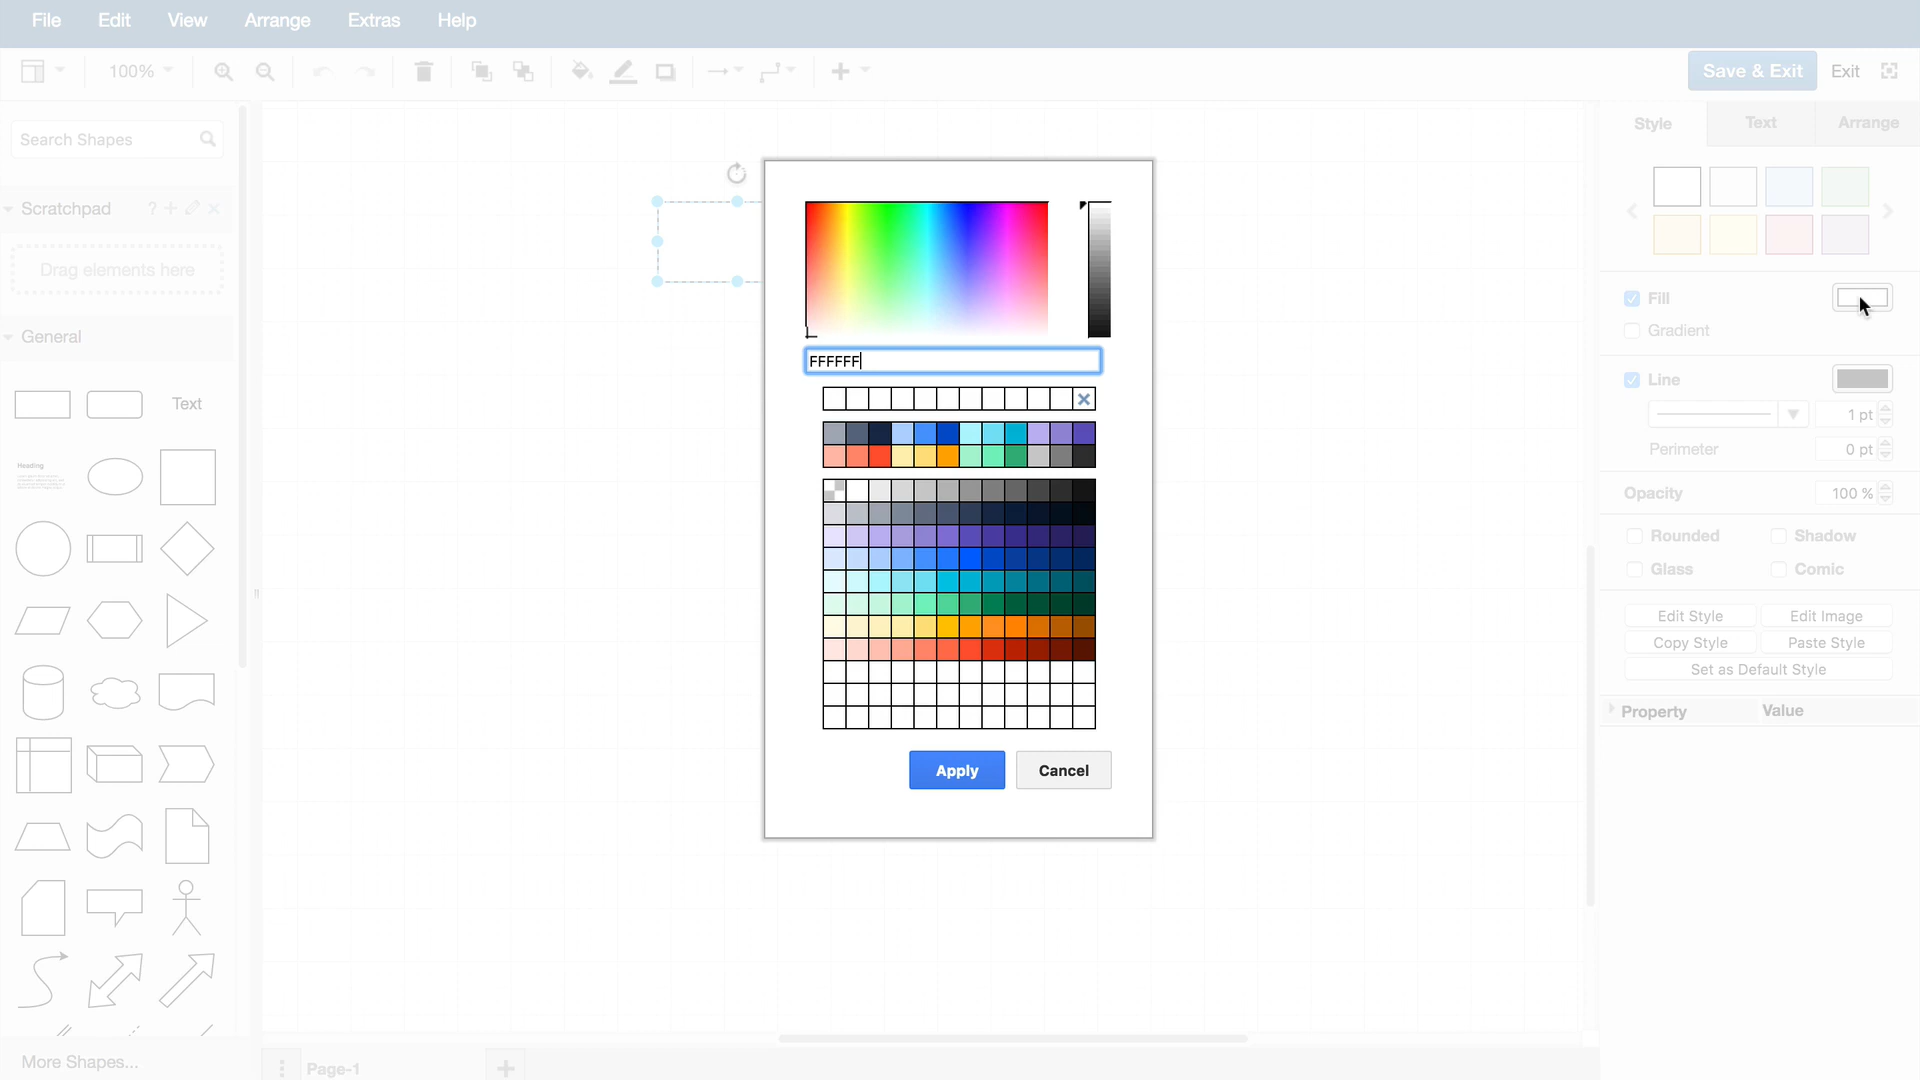 File Edit View Arrange Extras Help
100%
Save & Exit Exit
Search Shapes
Scratchpad ?
Drag elements here
General
Text
Heading
More Shapes...
Page-1
FFFFFF
Apply Cancel
Style Text Arrange
Fill
Gradient
Line
1 pt
Perimeter 0 pt
Opacity 100 %
Rounded Shadow
Glass Comic
Edit Style Edit Image
Copy Style Paste Style
Set as Default Style
Property Value